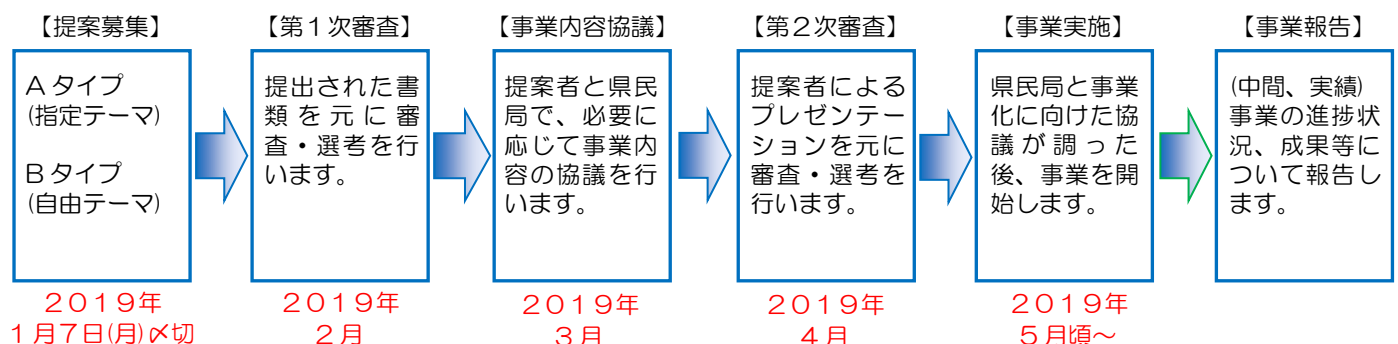 【提案募集】
Aタイプ
(指定テーマ)
Bタイプ
(自由テーマ)
2019年
1月7日(月)〆切
【第1次審査】
提出された書
類を元に審
査・選考を行
います。
2019年
2月
【事業内容協議】
提案者と県民
局で、必要に
応じて事業内
容の協議を行
います。
2019年
3月
【第2次審査】
提案者による
プレゼンテー
ションを元に
審査・選考を
行います。
2019年
4月
【事業実施】
県民局と事業
化に向けた協
議が調った
後、事業を開
始します。
2019年
5月頃～
【事業報告】
(中間、実績)
事業の進捗状
況、成果等に
ついて報告し
ます。